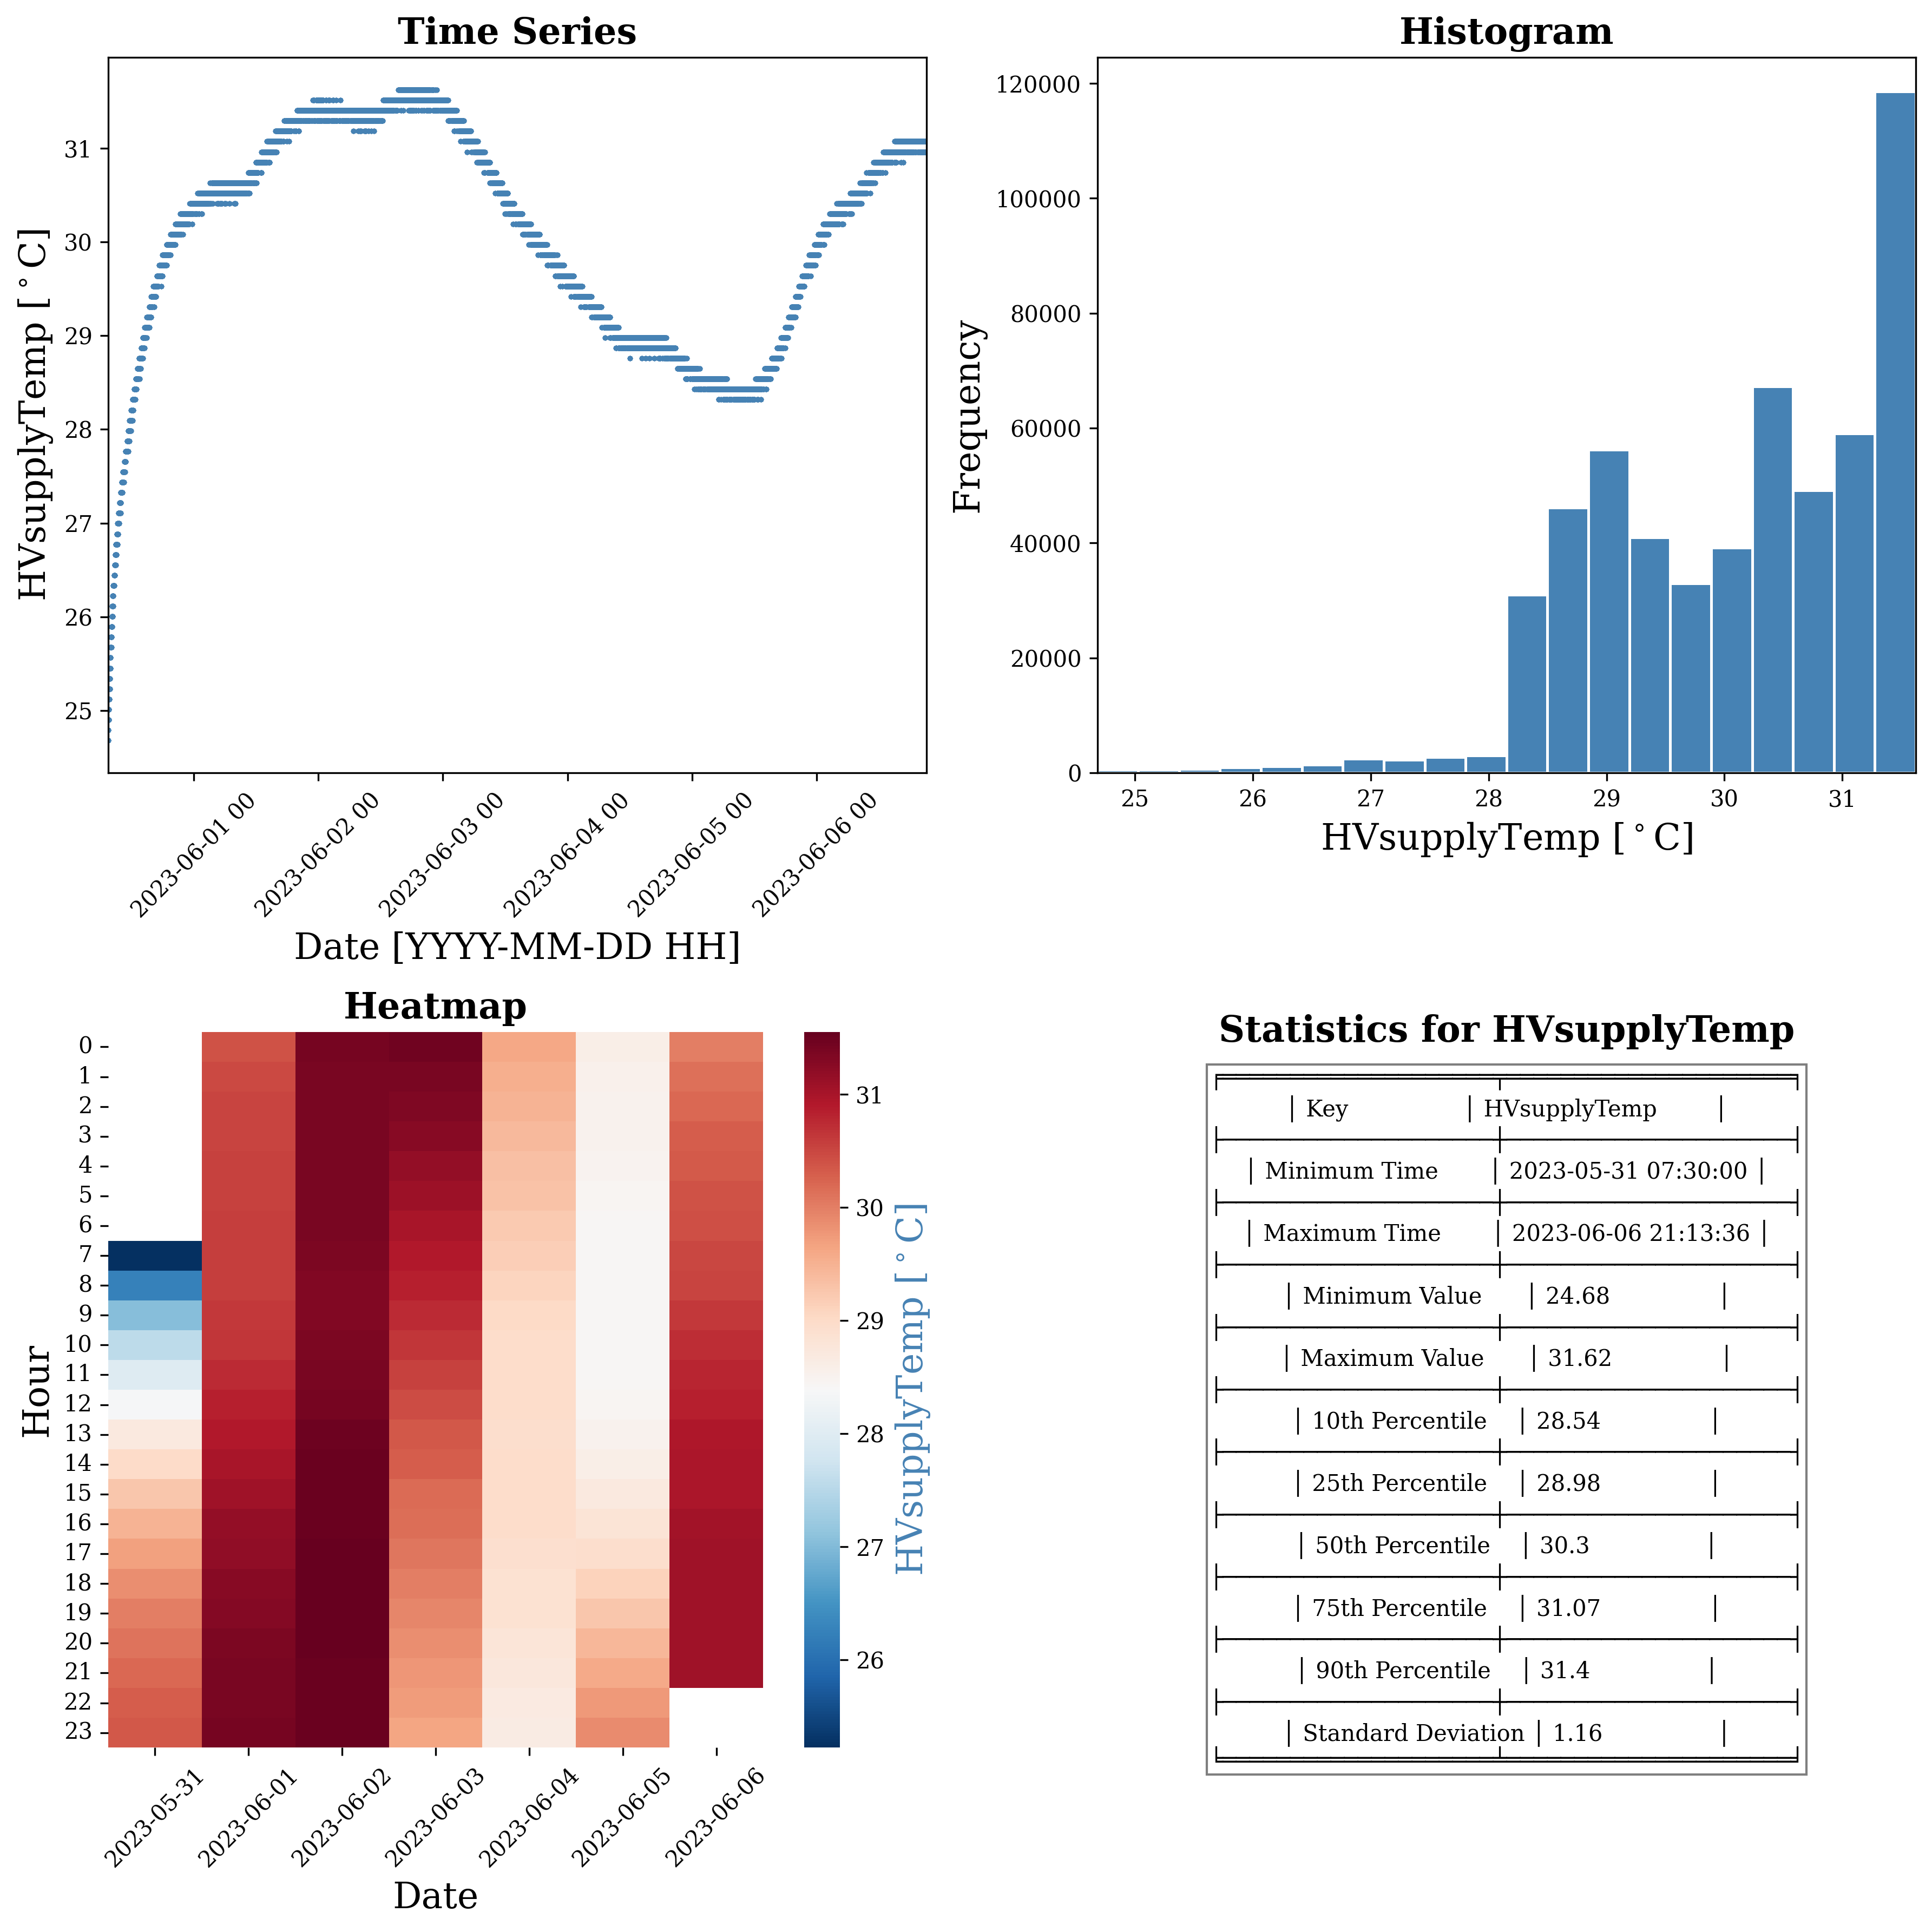 Time Series
HVsupplyTemp [°C]
31
30
29
28
27
26
25
2023-06-01 00
2023-06-02 00
2023-06-03 00
2023-06-04 00
2023-06-05 00
2023-06-06 00
Date [YYYY-MM-DD HH]
Histogram
Frequency
120000
100000
80000
60000
40000
20000
0
25
26
27
28
29
30
31
HVsupplyTemp [°C]
Heatmap
Hour
0
1
2
3
4
5
6
7
8
9
10
11
12
13
14
15
16
17
18
19
20
21
22
23
2023-05-31
2023-06-01
2023-06-02
2023-06-03
2023-06-04
2023-06-05
2023-06-06
Date
31
30
29
28
27
26
HVsupplyTemp [°C]
Statistics for HVsupplyTemp
| Key | HVsupplyTemp |
| Minimum Time | 2023-05-31 07:30:00 |
| Maximum Time | 2023-06-06 21:13:36 |
| Minimum Value | 24.68 |
| Maximum Value | 31.62 |
| 10th Percentile | 28.54 |
| 25th Percentile | 28.98 |
| 50th Percentile | 30.3 |
| 75th Percentile | 31.07 |
| 90th Percentile | 31.4 |
| Standard Deviation | 1.16 |